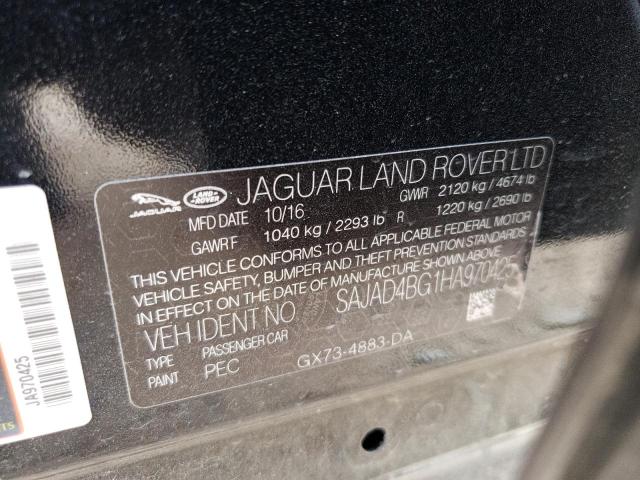 JAGUAR LAND-ROVER JAGUAR LAND ROVER LTD
MFD DATE 10/16 GVWR 2120 kg / 4674 lb
GAWR F 1040 kg / 2293 lb R 1220 kg / 2690 lb
THIS VEHICLE CONFORMS TO ALL APPLICABLE FEDERAL MOTOR
VEHICLE SAFETY, BUMPER AND THEFT PREVENTION STANDARDS
IN EFFECT ON THE DATE OF MANUFACTURE SHOWN ABOVE.
VEH IDENT NO SAJAD4BG1HA970425
TYPE PASSENGER CAR
PAINT PEC GX73-4883-DA
JA970425